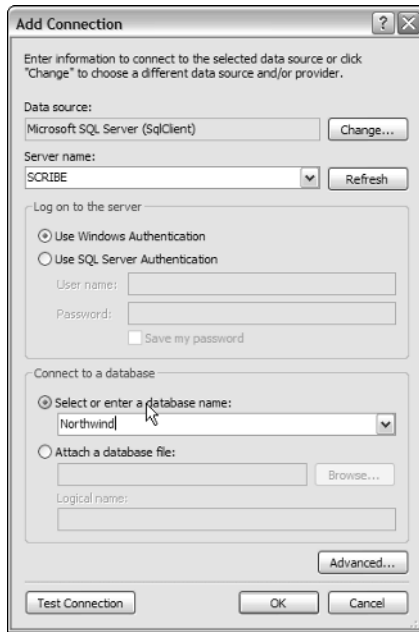 Add Connection
Enter information to connect to the selected data source or click
"Change" to choose a different data source and/or provider.
Data source:
Microsoft SQL Server (SqlClient)
Change...
Server name:
SCRIBE
Refresh
Log on to the server
Use Windows Authentication
Use SQL Server Authentication
User name:
Password:
Save my password
Connect to a database
Select or enter a database name:
Northwind
Attach a database file:
Browse...
Logical name:
Advanced...
Test Connection
OK
Cancel